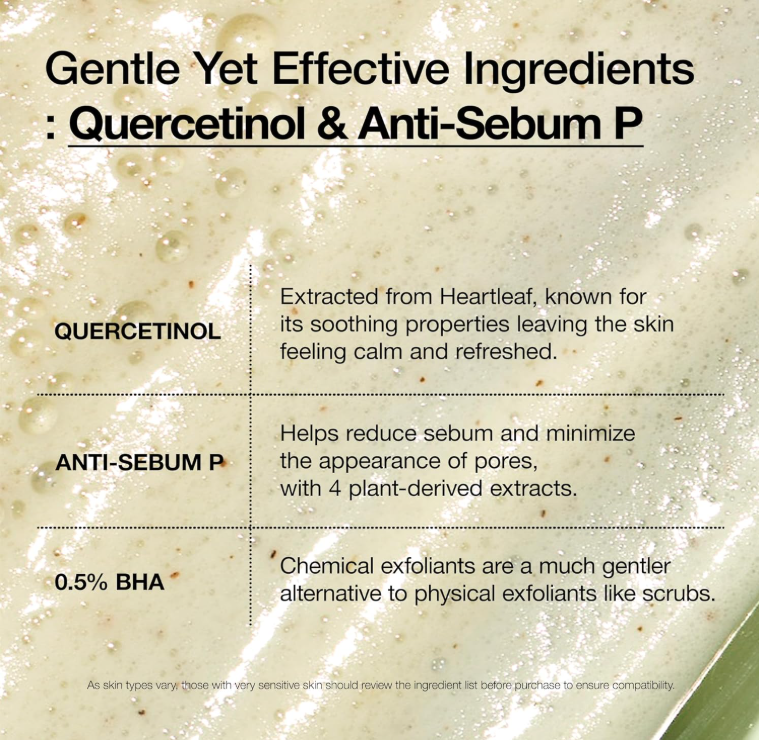 Gentle Yet Effective Ingredients
: Quercetinol & Anti-Sebum P
QUERCETINOL
Extracted from Heartleaf, known for
its soothing properties leaving the skin
feeling calm and refreshed.
ANTI-SEBUM P
Helps reduce sebum and minimize
the appearance of pores,
with 4 plant-derived extracts.
0.5% BHA
Chemical exfoliants are a much gentler
alternative to physical exfoliants like scrubs.
As skin types vary, those with very sensitive skin should review the ingredient list before purchase to ensure compatibility.